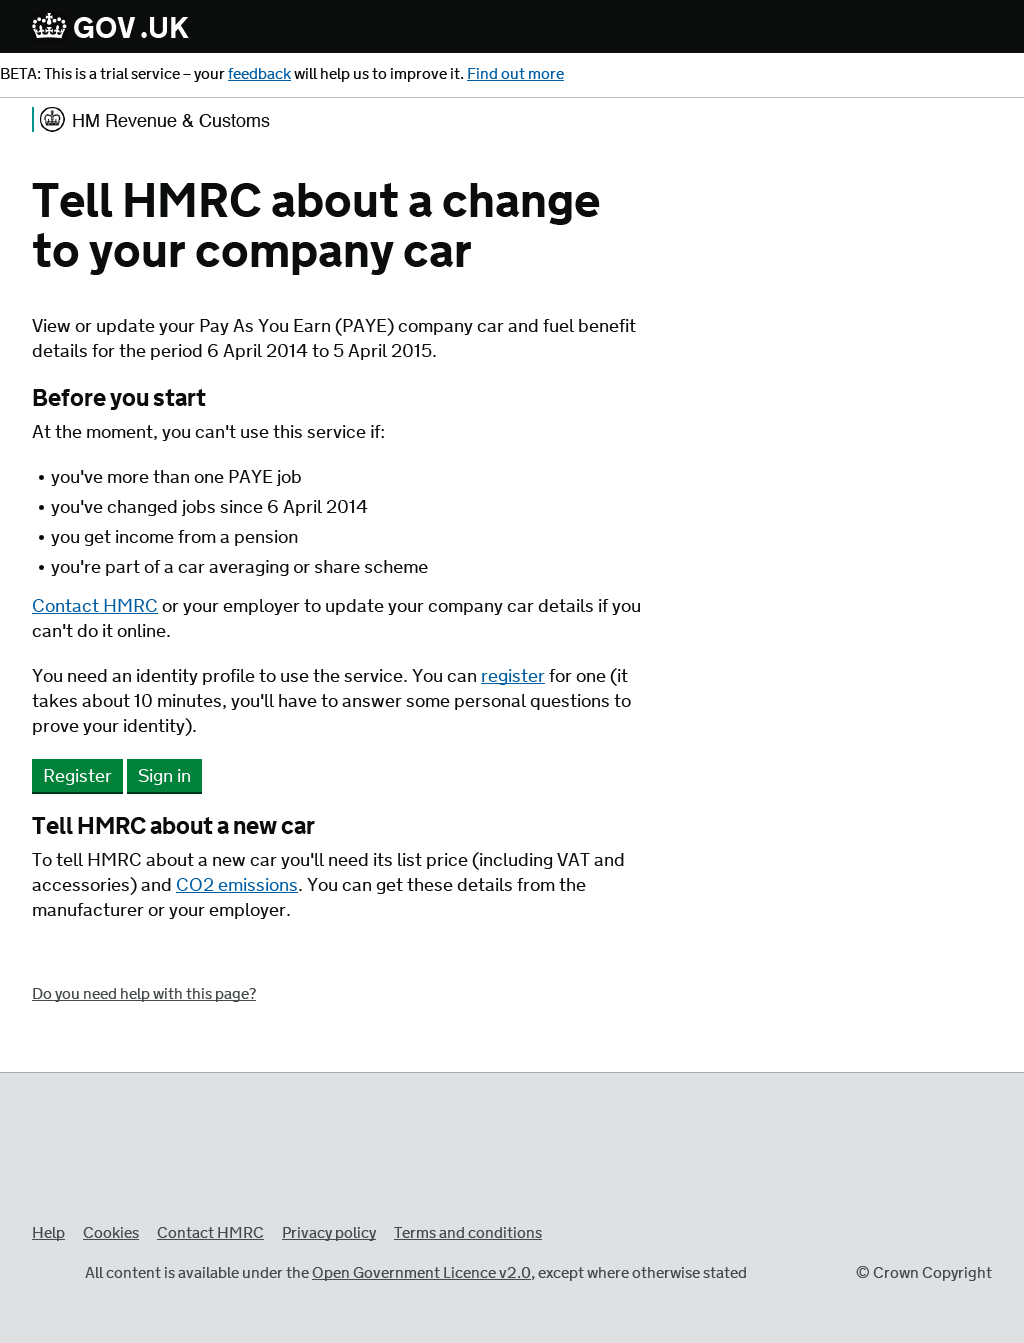 GOV.UK
BETA: This is a trial service – your feedback will help us to improve it. Find out more
HM Revenue & Customs
Tell HMRC about a change
to your company car
View or update your Pay As You Earn (PAYE) company car and fuel benefit
details for the period 6 April 2014 to 5 April 2015.
Before you start
At the moment, you can't use this service if:
• you've more than one PAYE job
• you've changed jobs since 6 April 2014
• you get income from a pension
• you're part of a car averaging or share scheme
Contact HMRC or your employer to update your company car details if you
can't do it online.
You need an identity profile to use the service. You can register for one (it
takes about 10 minutes, you'll have to answer some personal questions to
prove your identity).
Register Sign in
Tell HMRC about a new car
To tell HMRC about a new car you'll need its list price (including VAT and
accessories) and CO2 emissions. You can get these details from the
manufacturer or your employer.
Do you need help with this page?
Help Cookies Contact HMRC Privacy policy Terms and conditions
All content is available under the Open Government Licence v2.0, except where otherwise stated © Crown Copyright